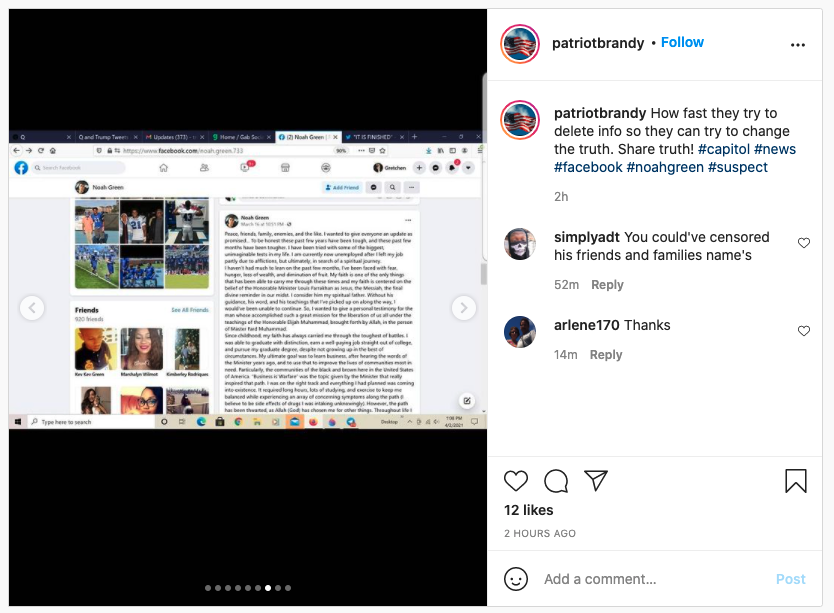 Q
Q and Trump Tweets
Updates (373)
Home / Gab Social
(2) Noah Green |
"IT IS FINISHED"
https://www.facebook.com/noah.green.733
90%
Search Facebook
Gretchen
Noah Green
Add Friend
Noah Green
March 16 at 10:51 PM
Peace, friends, family, enemies, and the like. I wanted to give everyone an update as
promised... To be honest these past few years have been tough, and these past few
months have been tougher. I have been tried with some of the biggest,
unimaginable tests in my life. I am currently now unemployed after I left my job
partly due to afflictions, but ultimately, in search of a spiritual journey.
I haven't had much to lean on the past few months. I've been faced with fear,
hunger, loss of wealth, and diminution of fruit. My faith is one of the only things
that has been able to carry me through these times and my faith is centered on the
belief of the Honorable Minister Louis Farrakhan as Jesus, the Messiah, the final
divine reminder in our midst. I consider him my spiritual father. Without his
guidance, his word, and his teachings that I've picked up on along the way, I
would've been unable to continue. So, I wanted to give a personal testimony for the
man whose accomplished such a great mission for the liberation of us all under the
teachings of the Honorable Elijah Muhammad, brought forth by Allah, in the person
of Master Fard Muhammad.
Since childhood, my faith has always carried me through the toughest of battles. I
was able to graduate with distinction, earn a well paying job straight out of college,
and pursue my graduate degree, despite not growing up in the best of
circumstances. My ultimate goal was to learn business, after hearing the words of
the Minister years ago, and to use that to improve the lives of communities most in
need. Particularly, the communities of the black and brown here in the United States
of America. "Business is Warfare" was the topic given by the Minister that really
inspired that path. I was on the right track and everything I had planned was coming
into existence. It required long hours, lots of studying, and exercise to keep me
balanced while experiencing an array of concerning symptoms along the path (I
believe to be side effects of drugs I was intaking unknowingly). However, the path
has been thwarted, as Allah (God) has chosen me for other things. Throughout life I
Friends
See All Friends
920 friends
Kev Kev Green
Marshalyn Wilmot
Kimberley Rodriques
Type here to search
Desktop
1:08 PM
4/2/2021
patriotbrandy • Follow
patriotbrandy How fast they try to
delete info so they can try to change
the truth. Share truth! #capitol #news
#facebook #noahgreen #suspect
2h
simplyadt You could've censored
his friends and families name's
52m Reply
arlene170 Thanks
14m Reply
12 likes
2 HOURS AGO
Add a comment...
Post